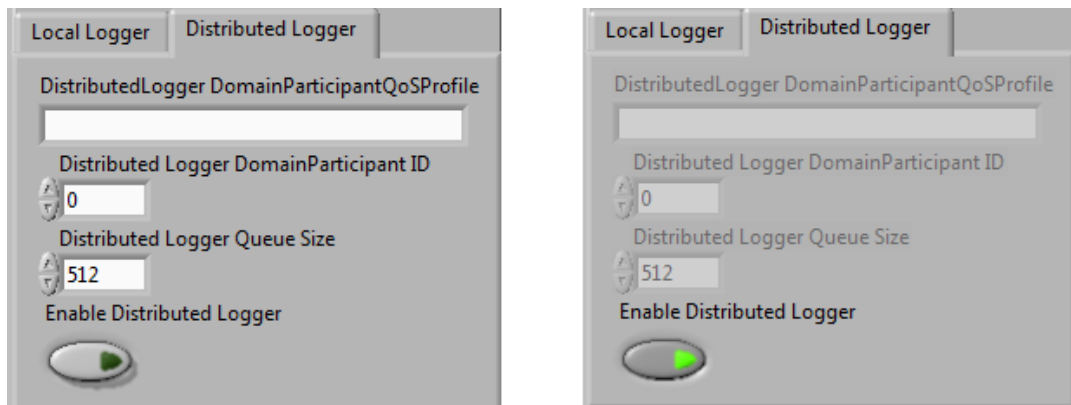 Local Logger
Distributed Logger
DistributedLogger DomainParticipantQoSProfile
Distributed Logger DomainParticipant ID
0
Distributed Logger Queue Size
512
Enable Distributed Logger
Local Logger
Distributed Logger
DistributedLogger DomainParticipantQoSProfile
Distributed Logger DomainParticipant ID
0
Distributed Logger Queue Size
512
Enable Distributed Logger